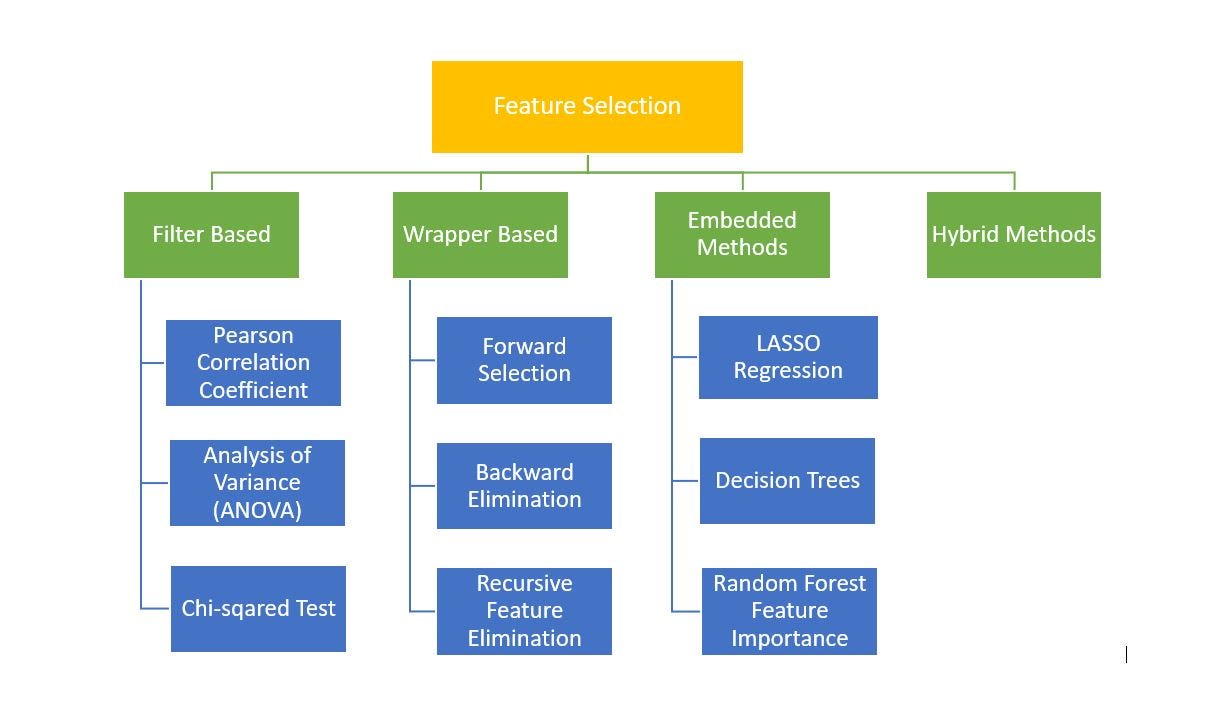 Feature Selection
Filter Based
Wrapper Based
Embedded
Methods
Hybrid Methods
Pearson
Correlation
Coefficient
Analysis of
Variance
(ANOVA)
Chi-sqared Test
Forward
Selection
Backward
Elimination
Recursive
Feature
Elimination
LASSO
Regression
Decision Trees
Random Forest
Feature
Importance